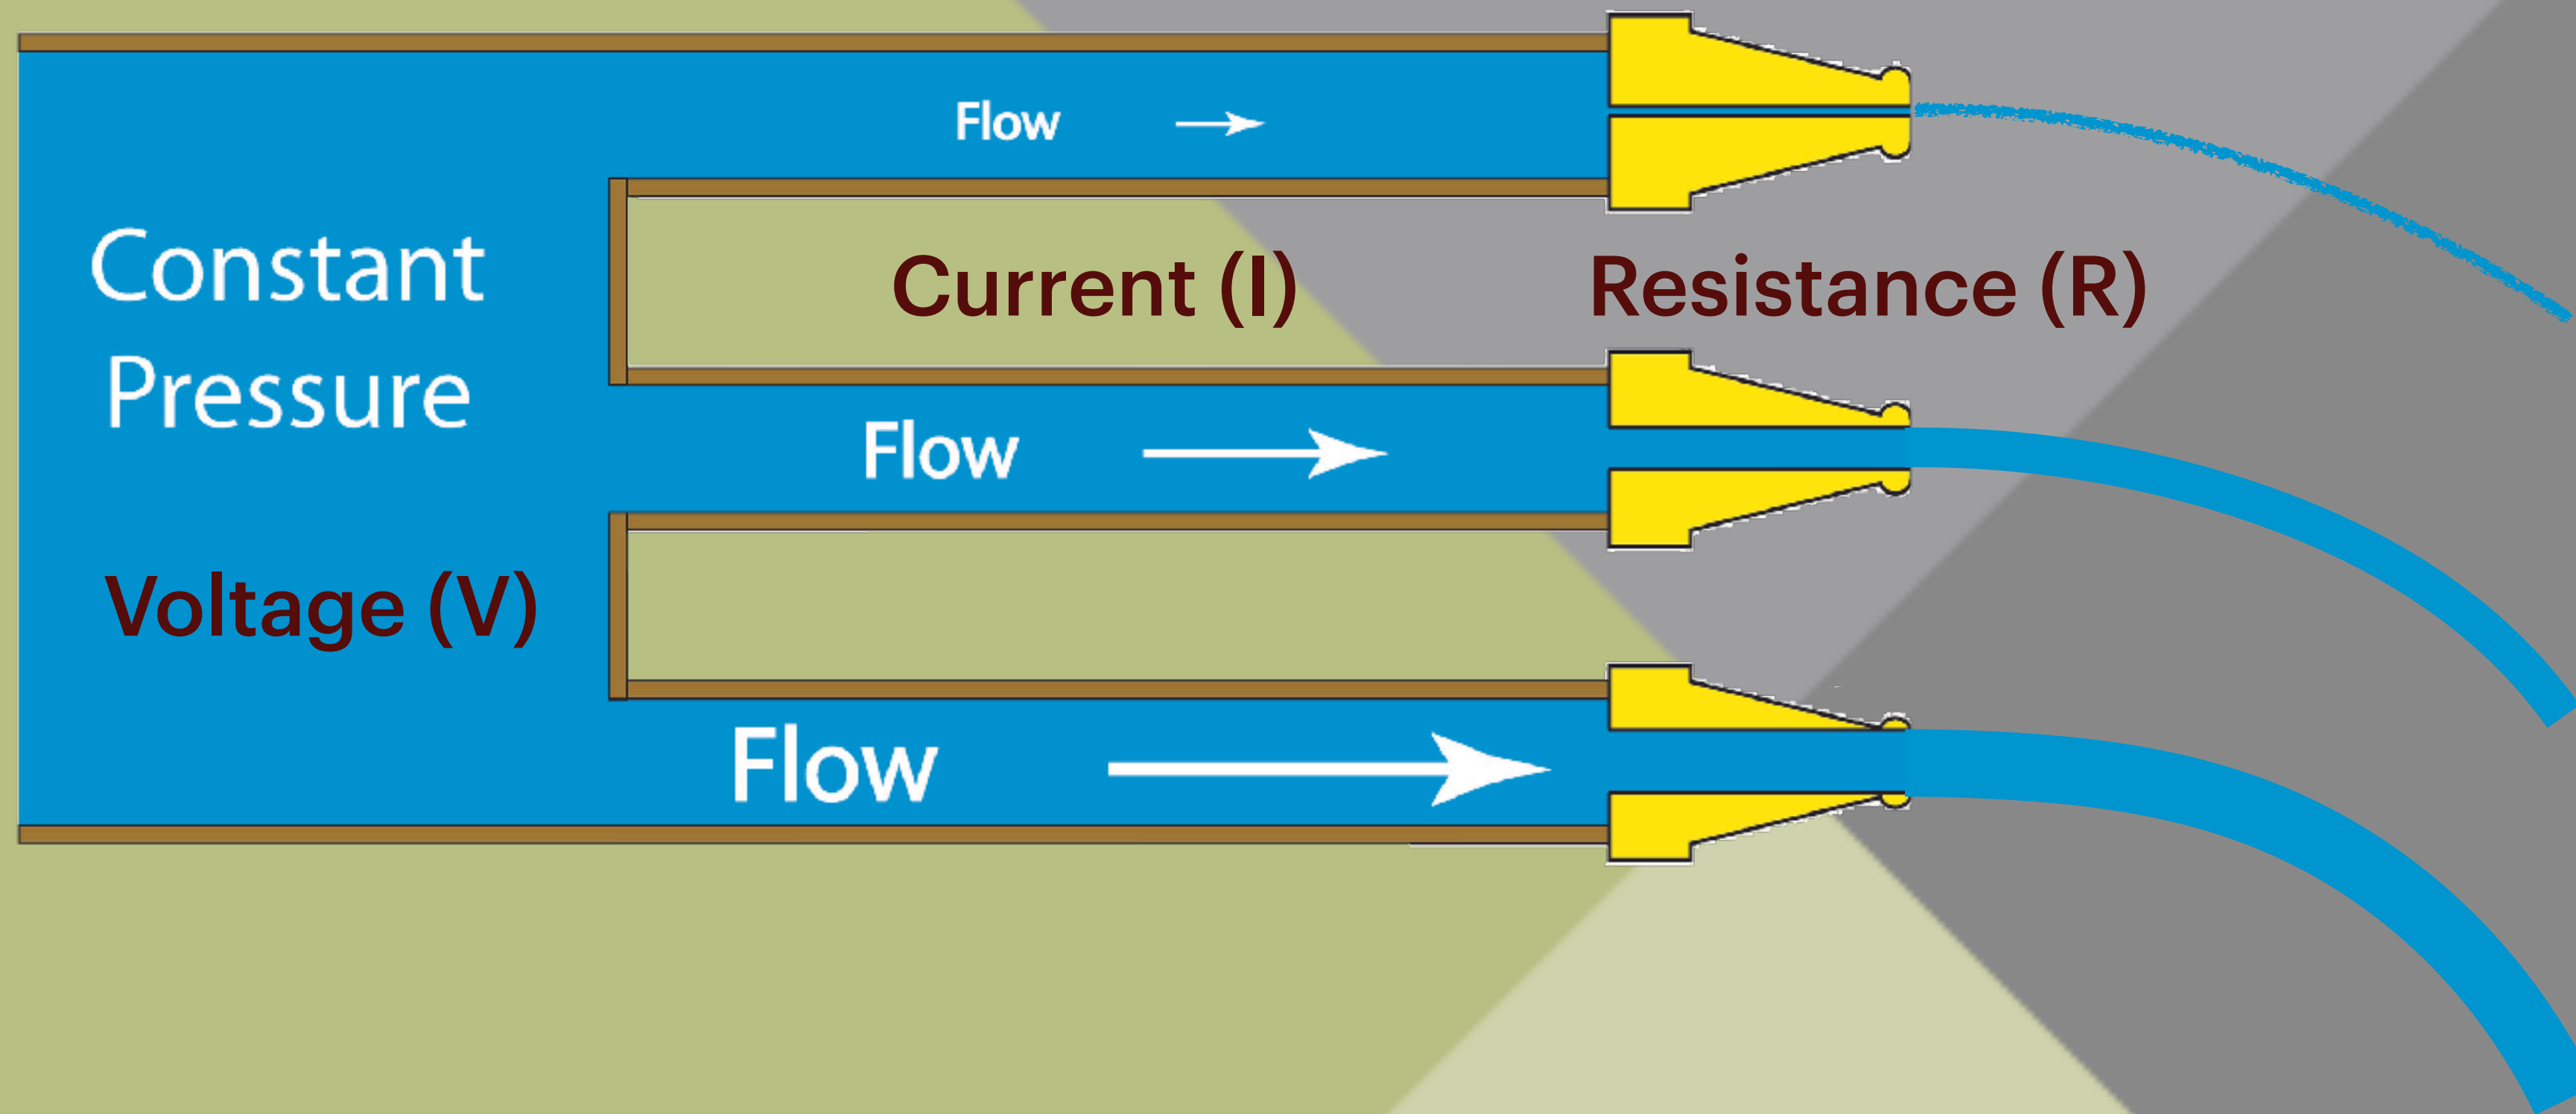 Flow
Constant
Pressure
Current (I)
Resistance (R)
Flow
Voltage (V)
Flow